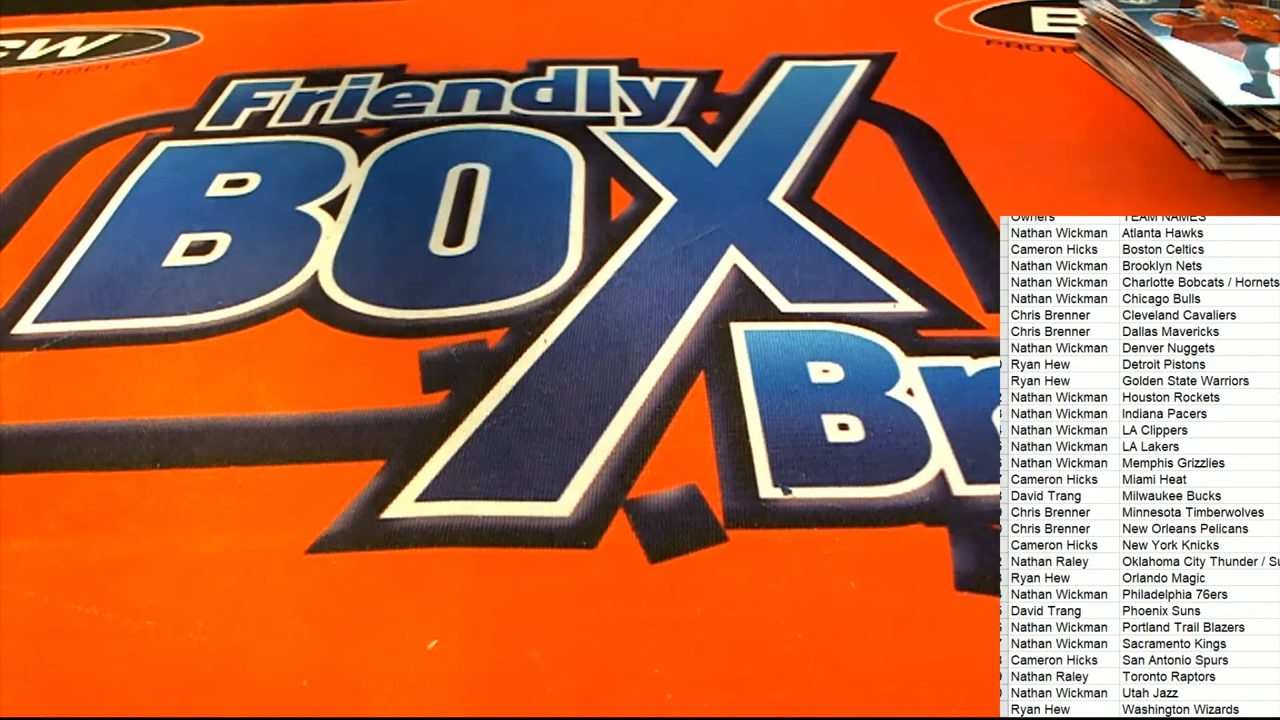 CW
DISPLAY
B
PROTE
Friendly
BOX
Br
Owners TEAM NAMES
Nathan Wickman Atlanta Hawks
Cameron Hicks Boston Celtics
Nathan Wickman Brooklyn Nets
Nathan Wickman Charlotte Bobcats / Hornets
Nathan Wickman Chicago Bulls
Chris Brenner Cleveland Cavaliers
Chris Brenner Dallas Mavericks
Nathan Wickman Denver Nuggets
Ryan Hew Detroit Pistons
Ryan Hew Golden State Warriors
Nathan Wickman Houston Rockets
Nathan Wickman Indiana Pacers
Nathan Wickman LA Clippers
Nathan Wickman LA Lakers
Nathan Wickman Memphis Grizzlies
Cameron Hicks Miami Heat
David Trang Milwaukee Bucks
Chris Brenner Minnesota Timberwolves
Chris Brenner New Orleans Pelicans
Cameron Hicks New York Knicks
Nathan Raley Oklahoma City Thunder / Su
Ryan Hew Orlando Magic
Nathan Wickman Philadelphia 76ers
David Trang Phoenix Suns
Nathan Wickman Portland Trail Blazers
Nathan Wickman Sacramento Kings
Cameron Hicks San Antonio Spurs
Nathan Raley Toronto Raptors
Nathan Wickman Utah Jazz
Ryan Hew Washington Wizards